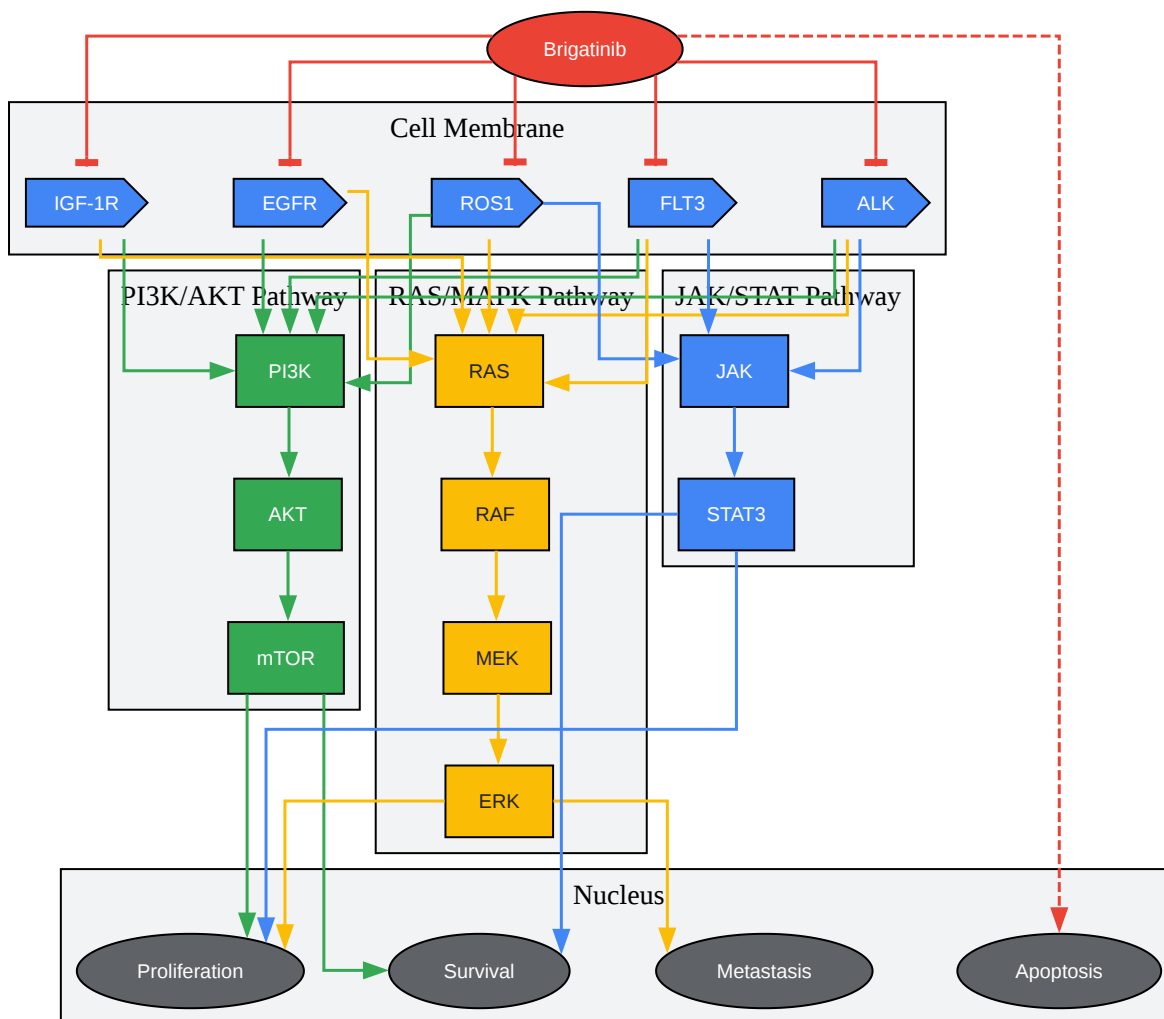 Brigatinib
Cell Membrane
IGF-1R
EGFR
ROS1
FLT3
ALK
PI3K/AKT Pathway
RAS/MAPK Pathway
JAK/STAT Pathway
PI3K
RAS
JAK
AKT
RAF
STAT3
mTOR
MEK
ERK
Nucleus
Proliferation
Survival
Metastasis
Apoptosis